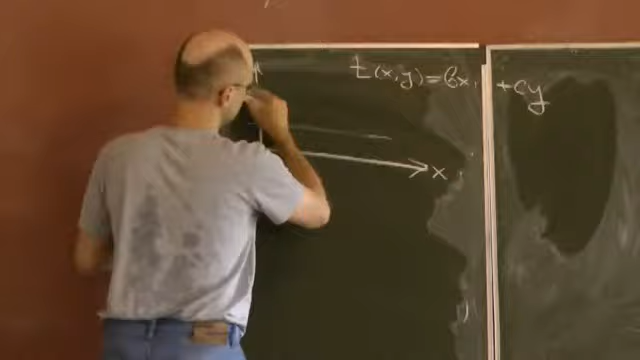 t(x,y)=bx, +cy
x